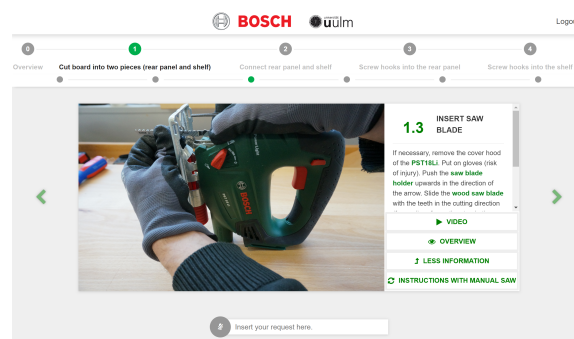 BOSCH
uulm
Logou
0
1
2
3
4
Overview
Cut board into two pieces (rear panel and shelf)
Connect rear panel and shelf
Screw hooks into the rear panel
Screw hooks into the shelf
BOSCH
1.3
INSERT SAW
BLADE
If necessary, remove the cover hood
of the PST18Li. Put on gloves (risk
of injury). Push the saw blade
holder upwards in the direction of
the arrow. Slide the wood saw blade
with the teeth in the cutting direction
VIDEO
OVERVIEW
LESS INFORMATION
INSTRUCTIONS WITH MANUAL SAW
Insert your request here.